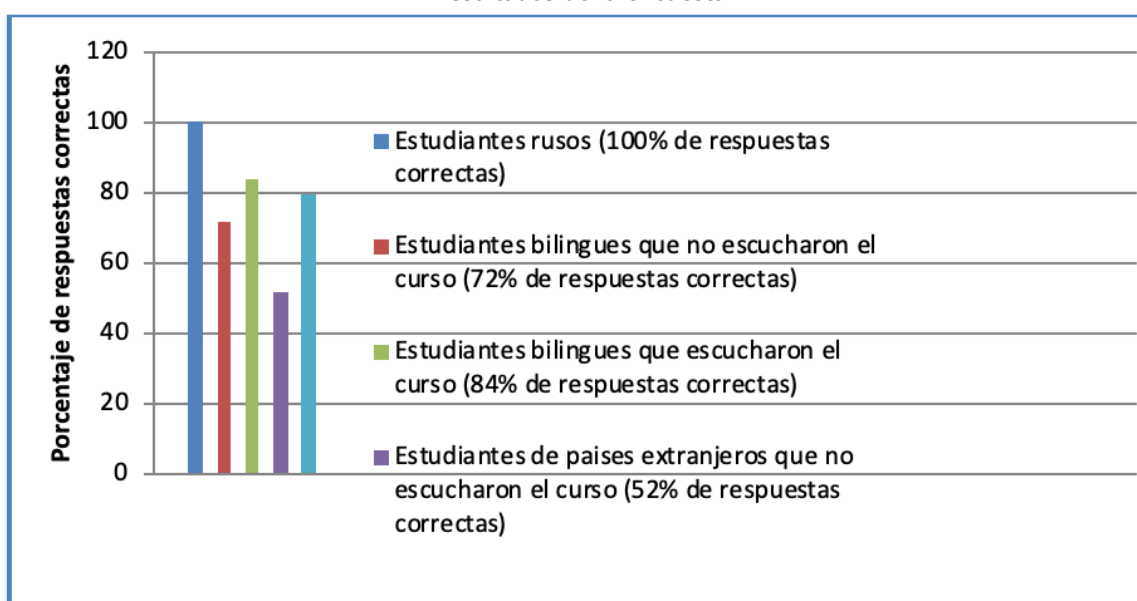 Porcentaje de respuestas correctas
120
100
80
60
40
20
0
Estudiantes rusos (100% de respuestas
correctas)
Estudiantes bilingues que no escucharon el
curso (72% de respuestas correctas)
Estudiantes bilingues que escucharon el
curso (84% de respuestas correctas)
Estudiantes de paises extranjeros que no
escucharon el curso (52% de respuestas
correctas)